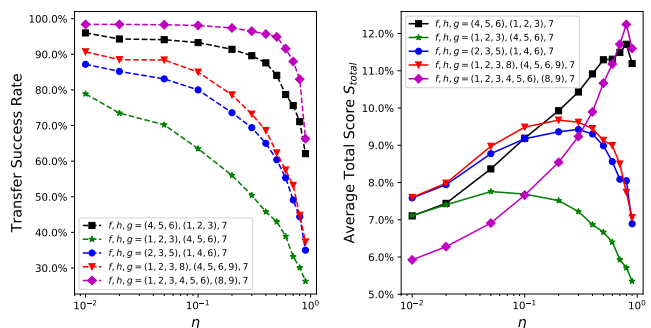 Transfer Success Rate
100.0%
90.0%
80.0%
70.0%
60.0%
50.0%
40.0%
30.0%
f, h, g = (4, 5, 6), (1, 2, 3), 7
f, h, g = (1, 2, 3), (4, 5, 6), 7
f, h, g = (2, 3, 5), (1, 4, 6), 7
f, h, g = (1, 2, 3, 8), (4, 5, 6, 9), 7
f, h, g = (1, 2, 3, 4, 5, 6), (8, 9), 7
10⁻² 10⁻¹ 10⁰
η
Average Total Score S_total
12.0%
11.0%
10.0%
9.0%
8.0%
7.0%
6.0%
5.0%
f, h, g = (4, 5, 6), (1, 2, 3), 7
f, h, g = (1, 2, 3), (4, 5, 6), 7
f, h, g = (2, 3, 5), (1, 4, 6), 7
f, h, g = (1, 2, 3, 8), (4, 5, 6, 9), 7
f, h, g = (1, 2, 3, 4, 5, 6), (8, 9), 7
10⁻² 10⁻¹ 10⁰
η